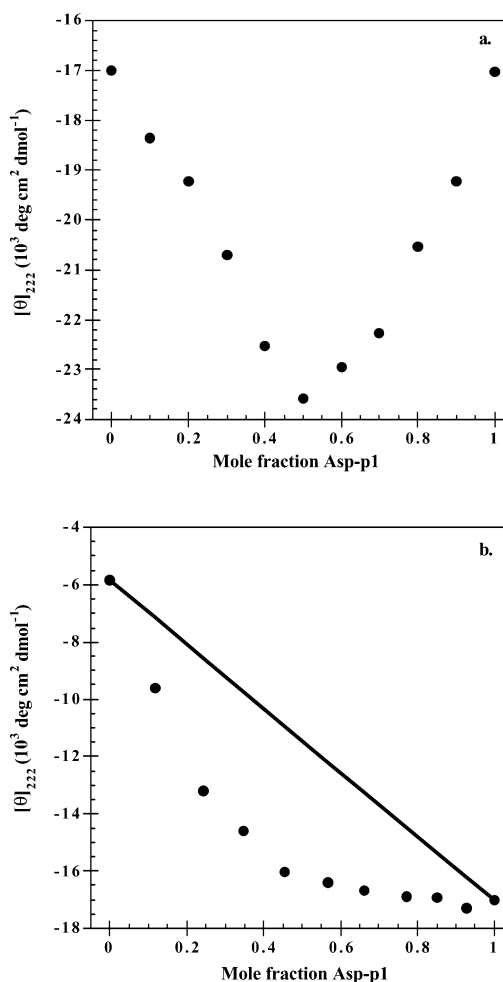 a.
-16
-17
-18
-19
-20
-21
-22
-23
-24
[θ]222 (10³ deg cm² dmol⁻¹)
0 0.2 0.4 0.6 0.8 1
Mole fraction Asp-p1
b.
-4
-6
-8
-10
-12
-14
-16
-18
[θ]222 (10³ deg cm² dmol⁻¹)
0 0.2 0.4 0.6 0.8 1
Mole fraction Asp-p1